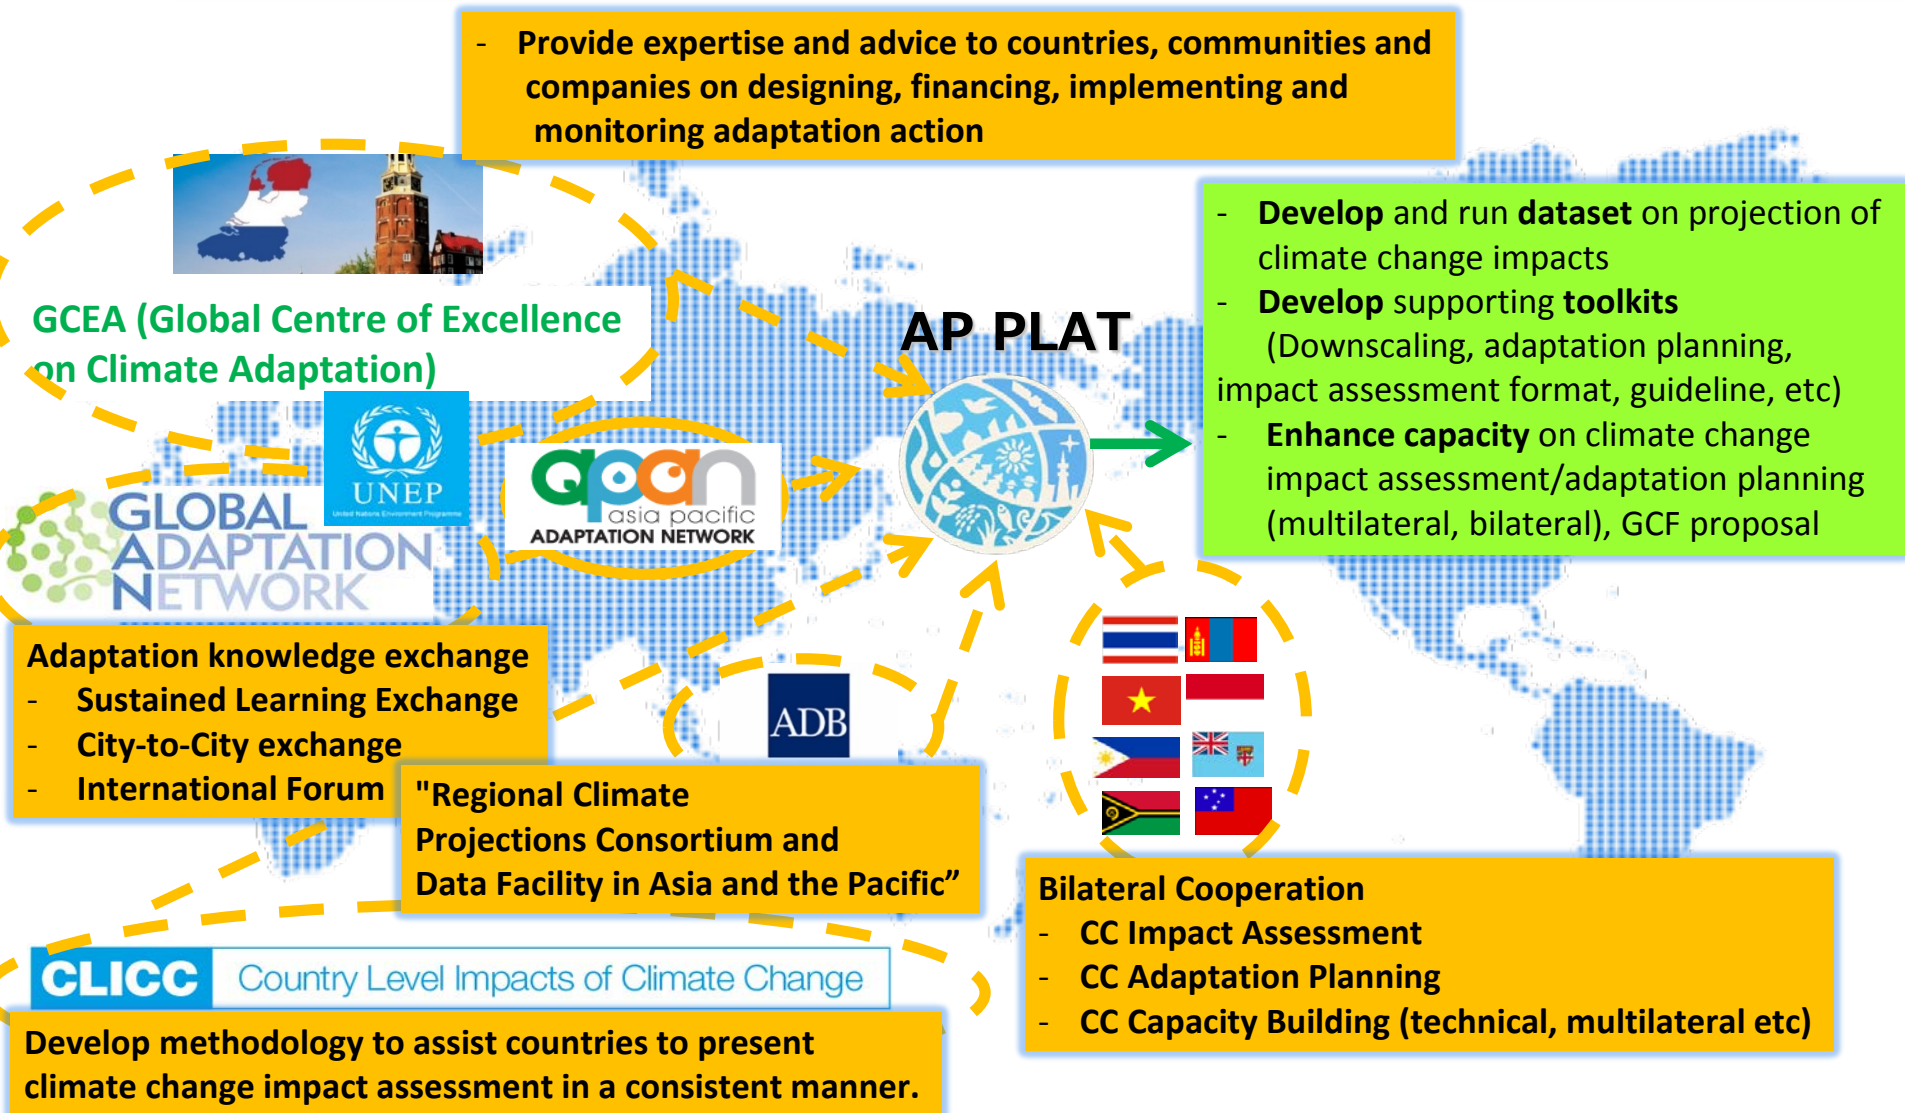 - Provide expertise and advice to countries, communities and
companies on designing, financing, implementing and
monitoring adaptation action
GCEA (Global Centre of Excellence
on Climate Adaptation)
UNEP
United Nations Environment Programme
GLOBAL
ADAPTATION
NETWORK
apan
asia pacific
ADAPTATION NETWORK
AP PLAT
- Develop and run dataset on projection of
climate change impacts
- Develop supporting toolkits
(Downscaling, adaptation planning,
impact assessment format, guideline, etc)
- Enhance capacity on climate change
impact assessment/adaptation planning
(multilateral, bilateral), GCF proposal
Adaptation knowledge exchange
- Sustained Learning Exchange
- City-to-City exchange
- International Forum
ADB
"Regional Climate
Projections Consortium and
Data Facility in Asia and the Pacific”
Bilateral Cooperation
- CC Impact Assessment
- CC Adaptation Planning
- CC Capacity Building (technical, multilateral etc)
CLICC Country Level Impacts of Climate Change
Develop methodology to assist countries to present
climate change impact assessment in a consistent manner.